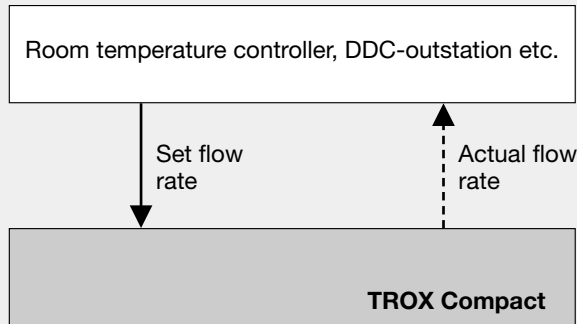 Room temperature controller, DDC-outstation etc.
Set flow
rate
Actual flow
rate
TROX Compact